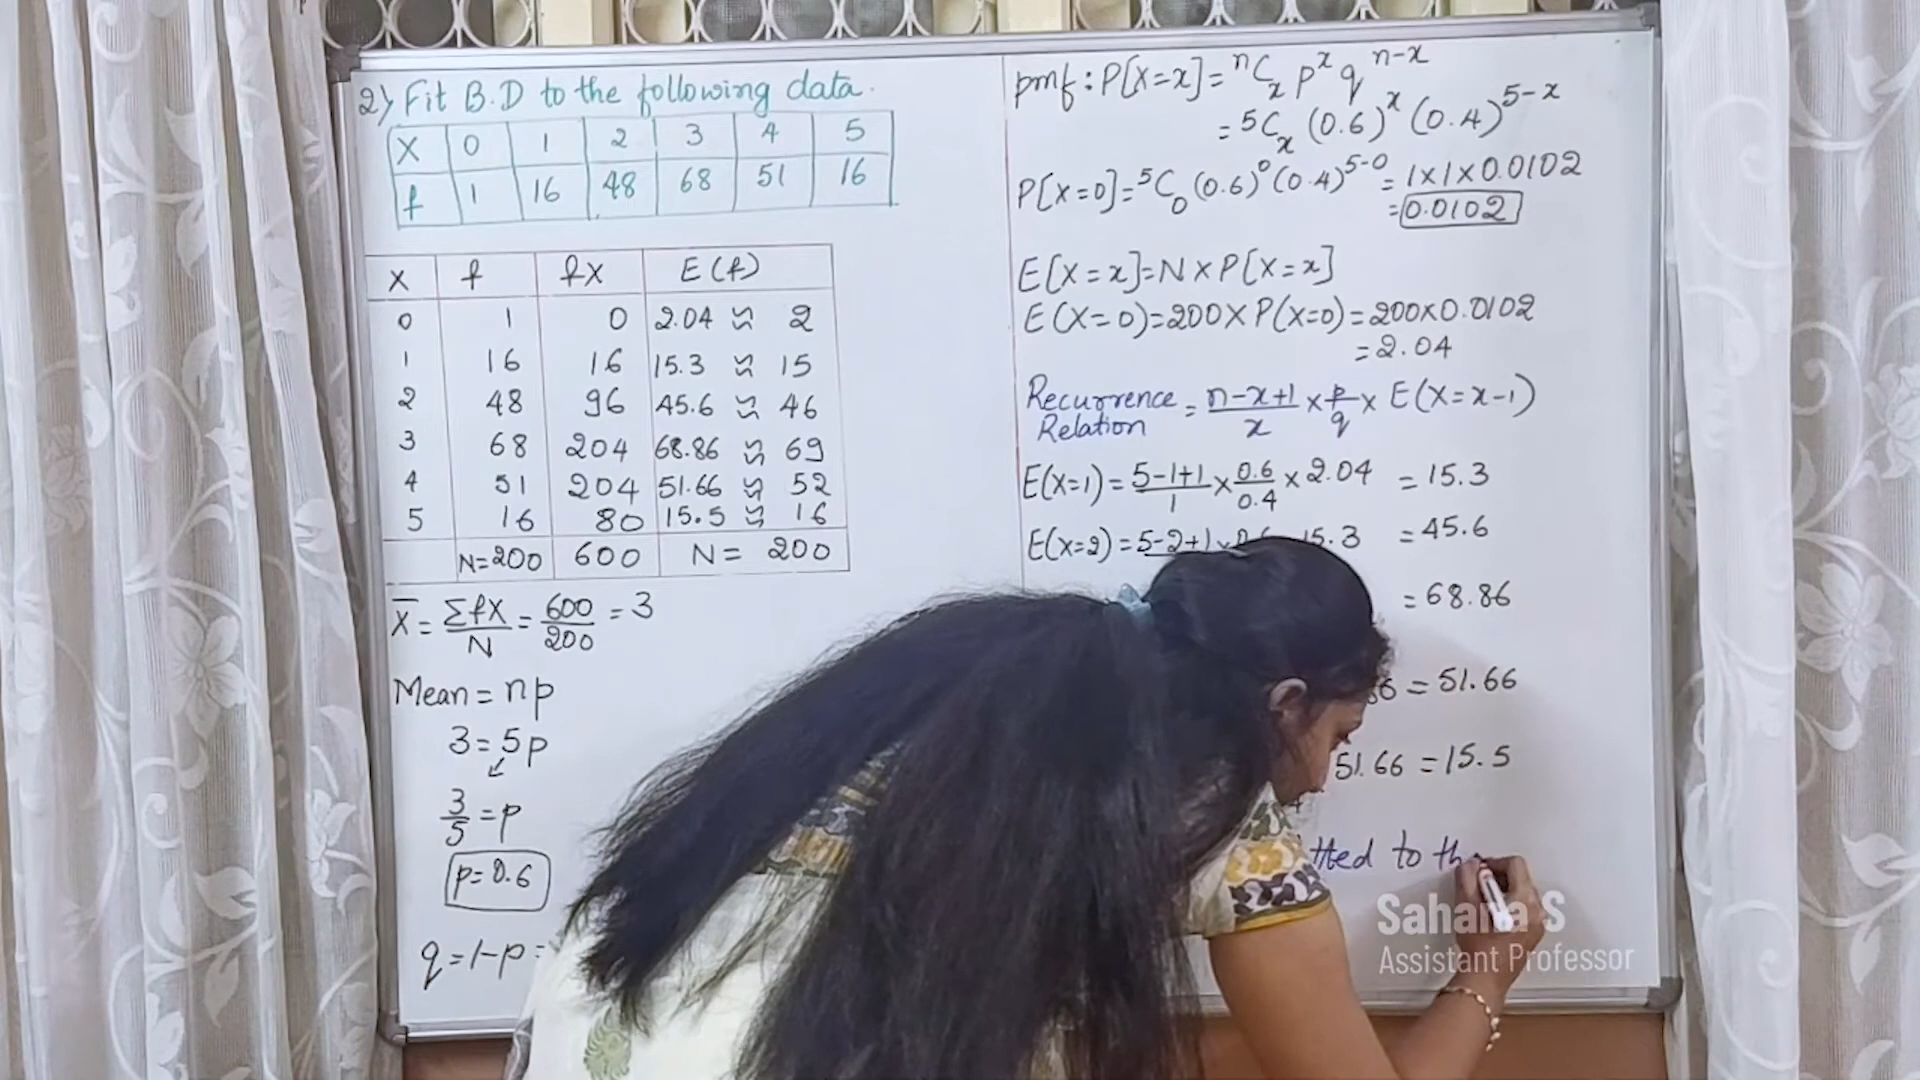 2) Fit B.D to the following data.
X 0 1 2 3 4 5
f 1 16 48 68 51 16
X f fX E(f)
0 1 0 2.04 ≈ 2
1 16 16 15.3 ≈ 15
2 48 96 45.6 ≈ 46
3 68 204 68.86 ≈ 69
4 51 204 51.66 ≈ 52
5 16 80 15.5 ≈ 16
N=200 600 N= 200
X̄ = ΣfX/N = 600/200 = 3
Mean = np
3 = 5p
3/5 = p
p=0.6
q=1-p=
pmf: P[X=x] = ⁿCₓ pˣ qⁿ⁻ˣ
= ⁵Cₓ (0.6)ˣ (0.4)⁵⁻ˣ
P[X=0] = ⁵C₀ (0.6)⁰ (0.4)⁵⁻⁰ = 1×1×0.0102
= 0.0102
E[X=x] = N×P[X=x]
E(X=0) = 200×P(X=0) = 200×0.0102
= 2.04
Recurrence Relation = n-x+1/x × p/q × E(X=x-1)
E(X=1) = 5-1+1/1 × 0.6/0.4 × 2.04 = 15.3
E(X=2) = 5-2+1 × 15.3 = 45.6
= 68.86
= 51.66
51.66 = 15.5
tted to th
Sahana S
Assistant Professor